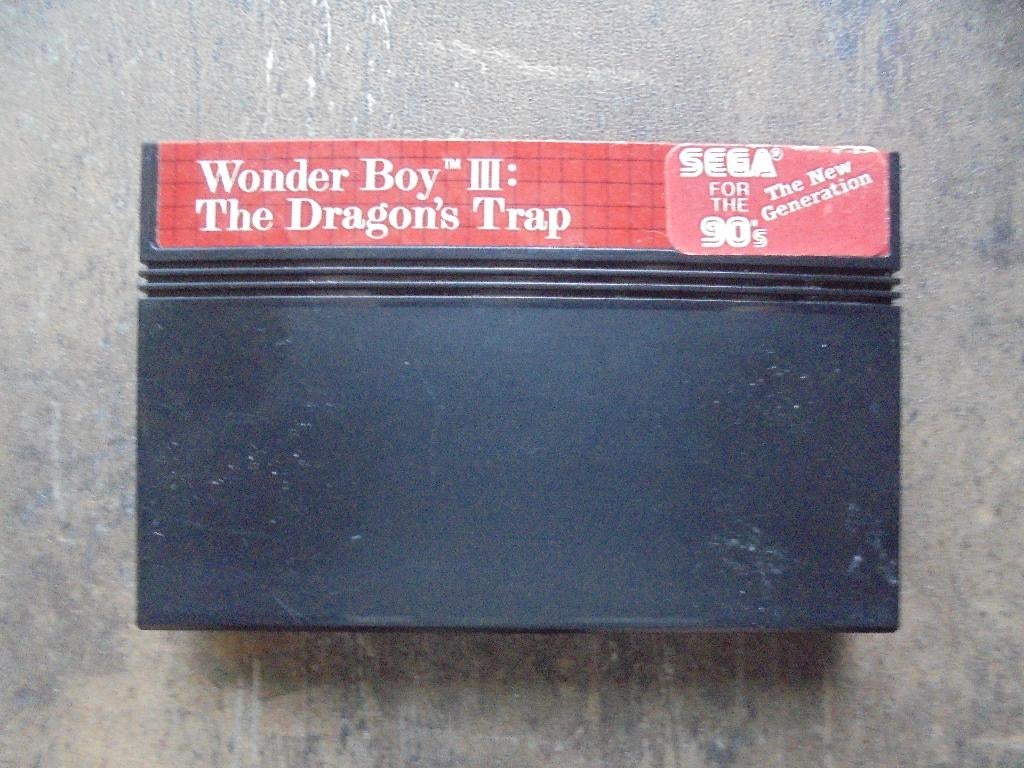 Wonder Boy™ III:
The Dragon's Trap
SEGA®
FOR
THE
90's
The New
Generation